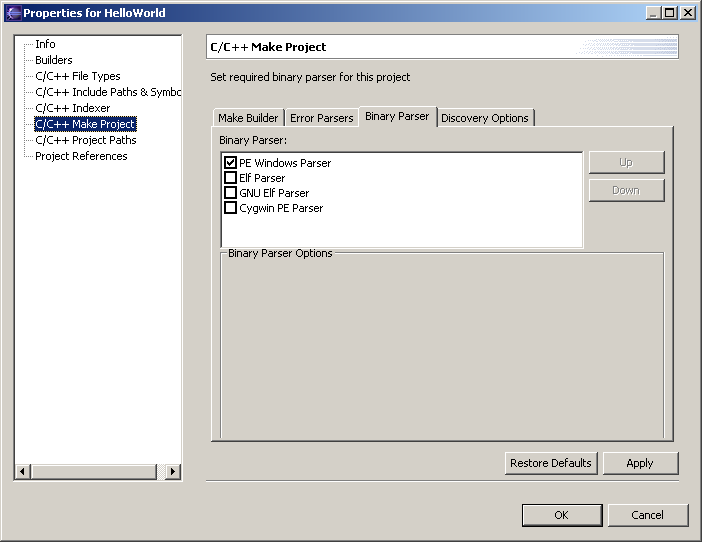 Properties for HelloWorld
Info
Builders
C/C++ File Types
C/C++ Include Paths & Symbo
C/C++ Indexer
C/C++ Make Project
C/C++ Project Paths
Project References
C/C++ Make Project
Set required binary parser for this project
Make Builder Error Parsers Binary Parser Discovery Options
Binary Parser:
PE Windows Parser
Elf Parser
GNU Elf Parser
Cygwin PE Parser
Up
Down
Binary Parser Options
Restore Defaults Apply
OK Cancel